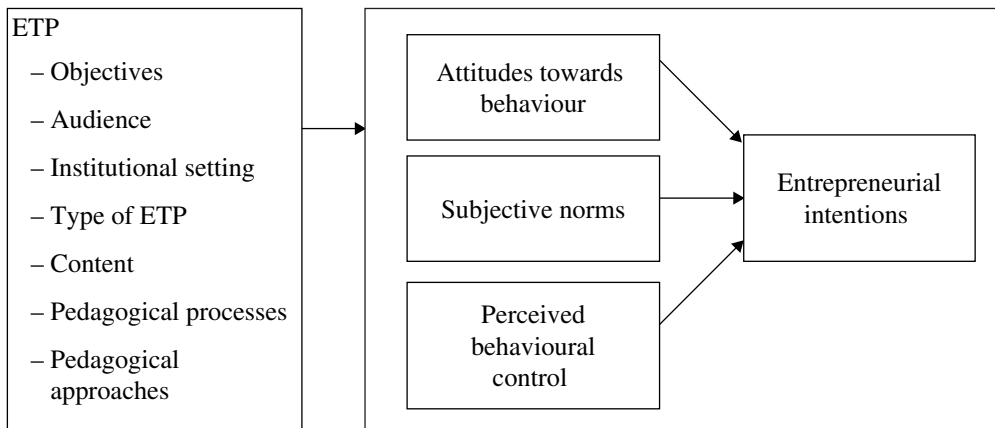 ETP
– Objectives
– Audience
– Institutional setting
– Type of ETP
– Content
– Pedagogical processes
– Pedagogical
approaches
Attitudes towards
behaviour
Subjective norms
Perceived
behavioural
control
Entrepreneurial
intentions